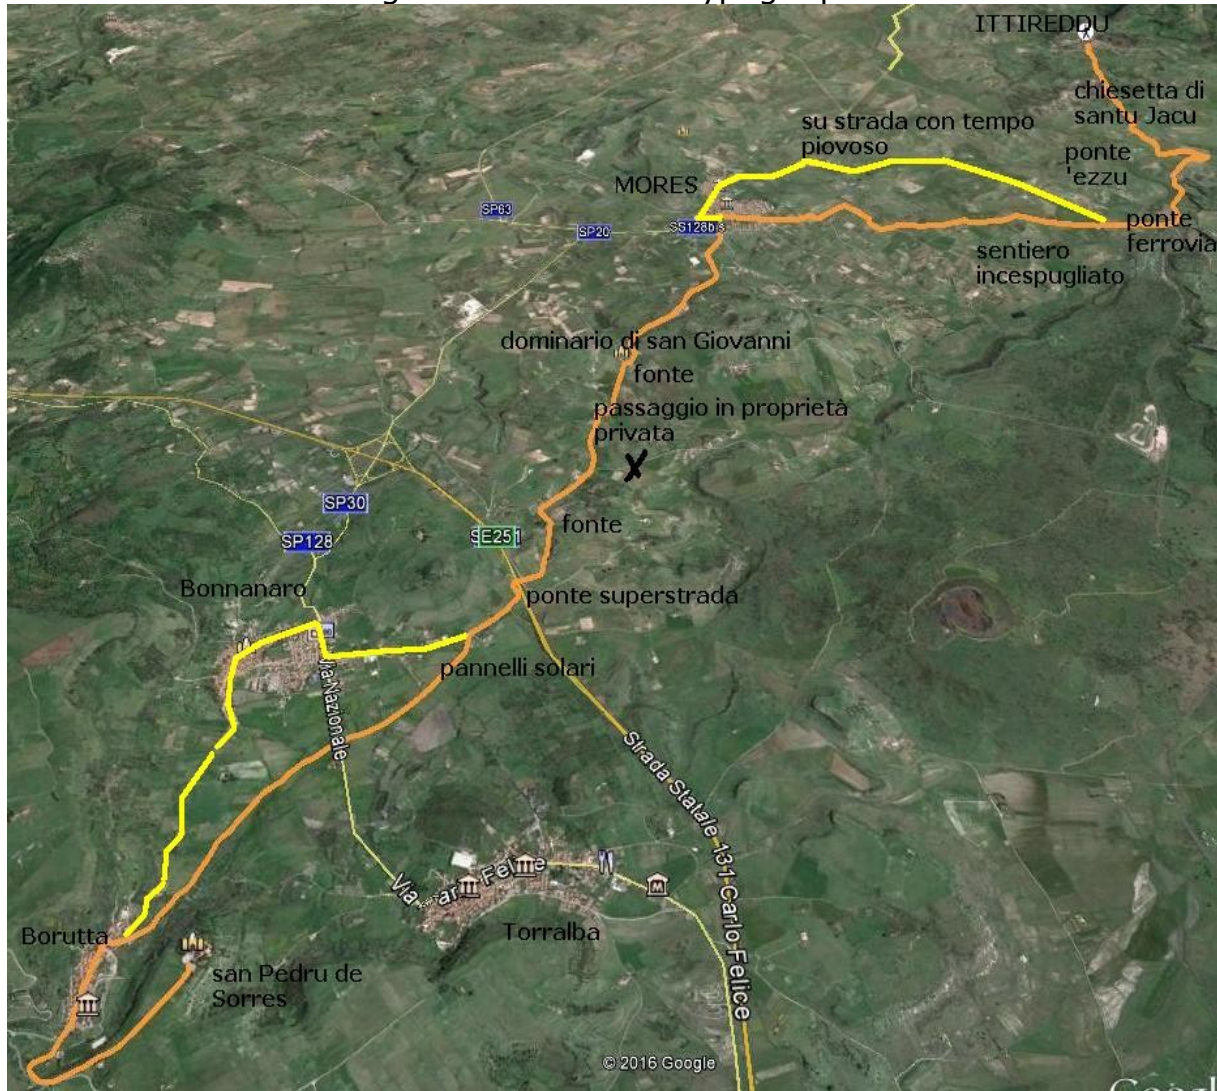 ITTIREDDU
chiesetta di
santu Jacu
su strada con tempo
piovoso
ponte
'ezzu
MORES
SP63
SP20
SS128bis
ponte
ferrovia
sentiero
incespugliato
dominario di san Giovanni
fonte
passaggio in proprietà
privata
X
SP30
fonte
SP128
Bonnanaro
ponte superstrada
pannelli solari
Via Nazionale
Strada Statale 131 Carlo Felice
Via
Felice
Torralba
Borutta
san Pedru de
Sorres
© 2016 Google